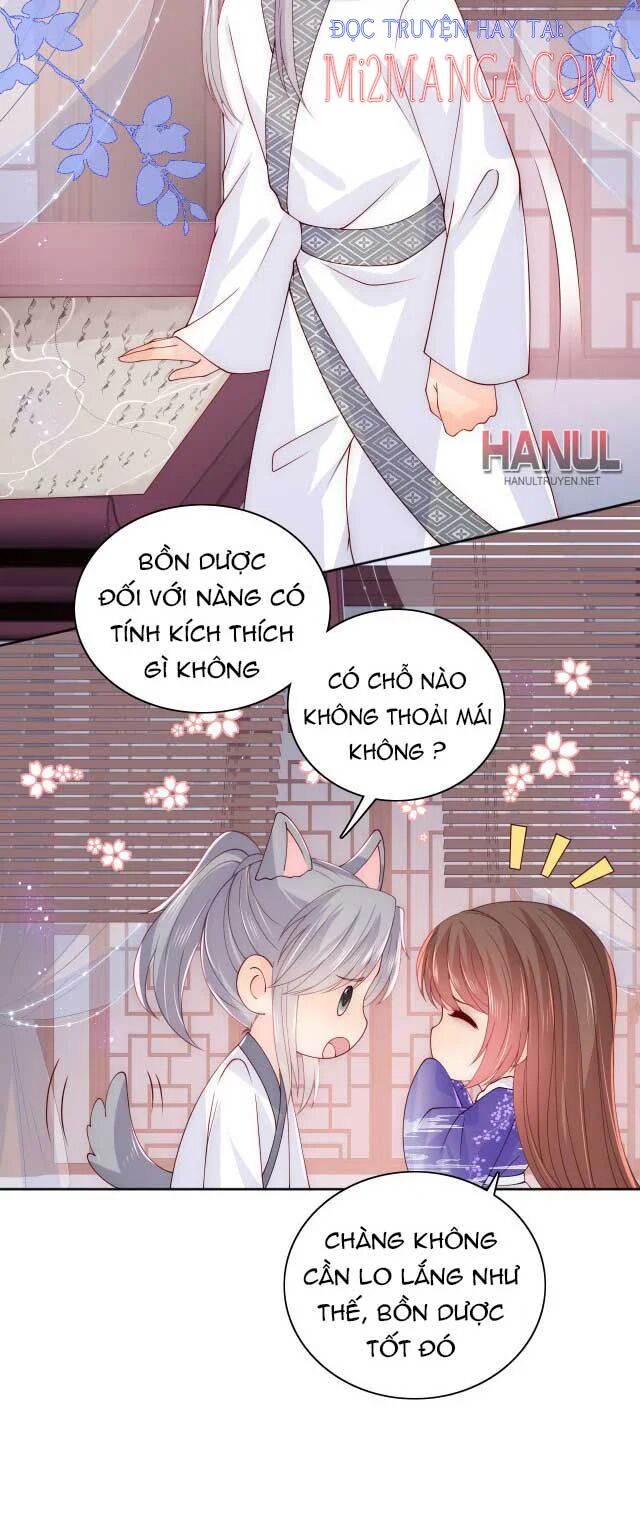 ĐỌC TRUYỆN HAY TẠI:
Mi2MANGA.COM
HANUL
HANULTRUYEN.NET
BỒN DƯỢC
ĐỐI VỚI NÀNG CÓ
TÍNH KÍCH THÍCH
GÌ KHÔNG
CÓ CHỖ NÀO
KHÔNG THOẢI MÁI
KHÔNG ?
CHÀNG KHÔNG
CẦN LO LẮNG NHƯ
THẾ, BỒN DƯỢC
TỐT ĐÓ